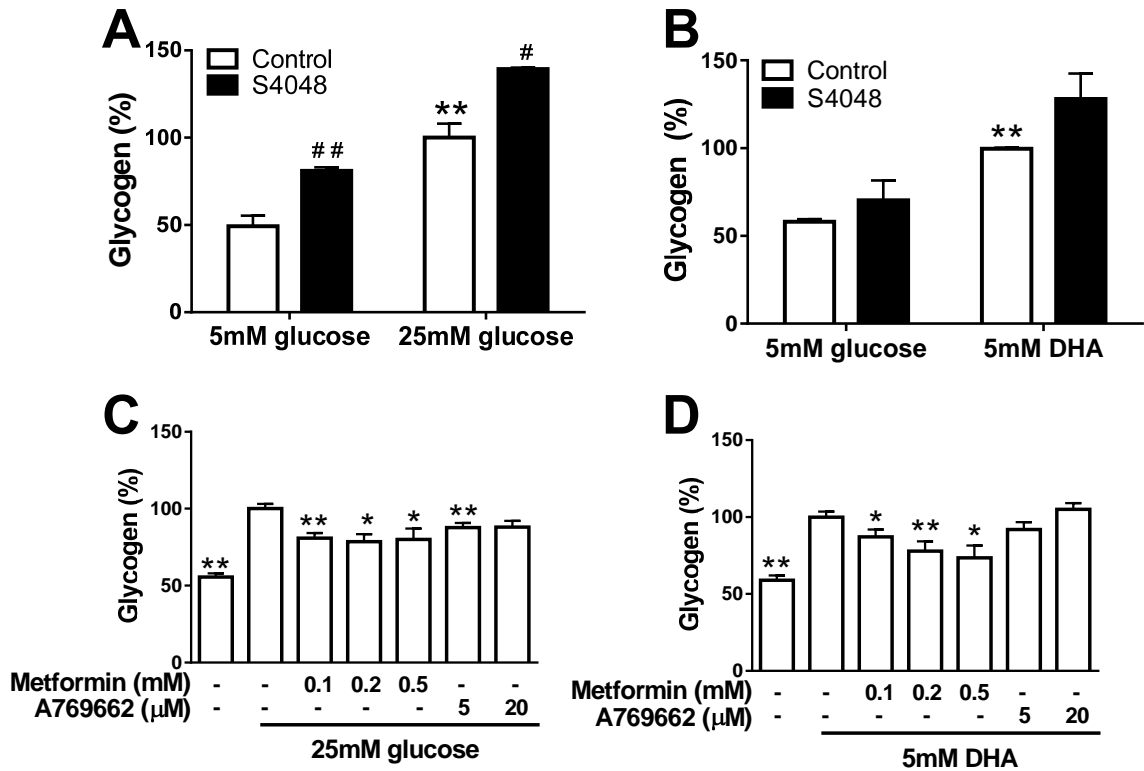 A
150
100
50
0
Glycogen (%)
Control
S4048
# #
**
#
5mM glucose 25mM glucose
B
150
100
50
0
Glycogen (%)
Control
S4048
**
5mM glucose 5mM DHA
C
150
100
50
0
Glycogen (%)
** ** * * **
Metformin (mM) - - 0.1 0.2 0.5 - -
A769662 (µM) - - - - - 5 20
25mM glucose
D
150
100
50
0
Glycogen (%)
** * ** *
Metformin (mM) - - 0.1 0.2 0.5 - -
A769662 (µM) - - - - - 5 20
5mM DHA